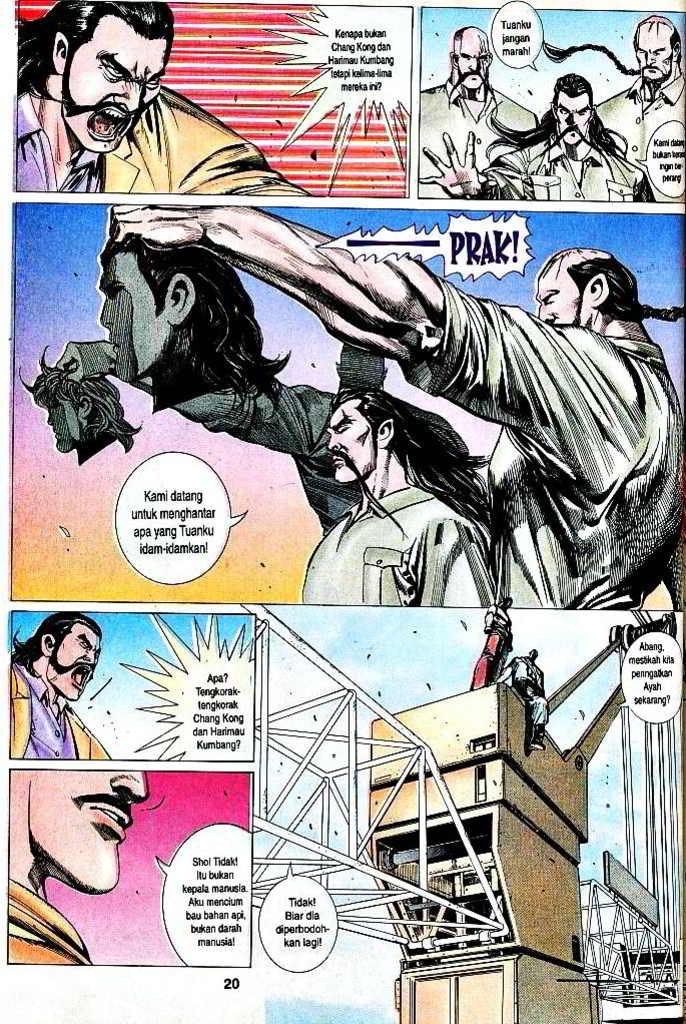 Kenapa bukan
Chang Kong dan
Harimau Kumbang
tetapi kelima-lima
mereka ini?
Tuanku
jangan
marah!
Kami datang
bukan kerana
ingin be-
perang!
PRAK!
Kami datang
untuk menghantar
apa yang Tuanku
idam-idamkan!
Apa?
Tengkorak-
tengkorak
Chang Kong
dan Harimau
Kumbang?
Abang,
mestikah kita
peringatkan
Ayah
sekarang?
Sho! Tidak!
Itu bukan
kepala manusia.
Aku mencium
bau bahan api,
bukan darah
manusia!
Tidak!
Biar dia
diperbodoh-
kan lagi!
20